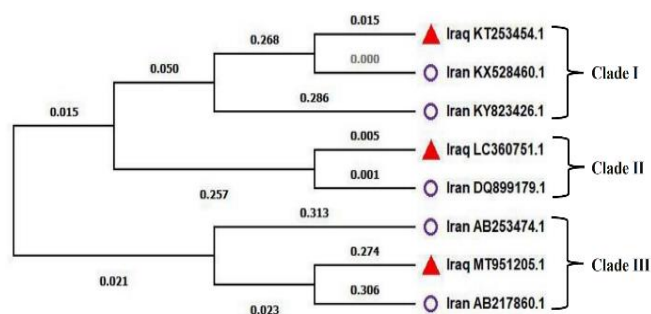 0.015
Iraq KT253454.1
0.268
0.000
Iran KX528460.1
Clade I
0.050
0.286
Iran KY823426.1
0.015
0.005
Iraq LC360751.1
0.001
Clade II
Iran DQ899179.1
0.257
0.313
Iran AB253474.1
0.274
Iraq MT951205.1
Clade III
0.021
0.306
Iran AB217860.1
0.023